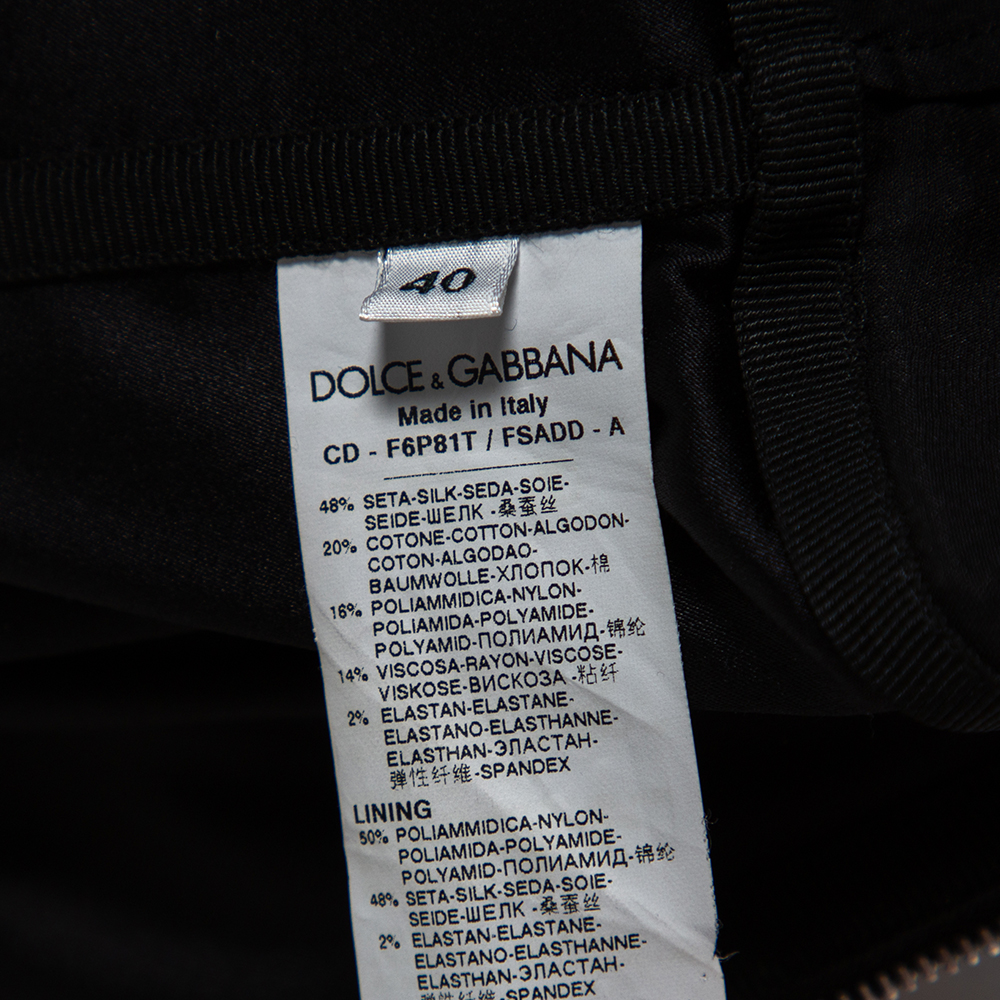 40
DOLCE & GABBANA
Made in Italy
CD - F6P81T / FSADD - A
48% SETA-SILK-SEDA-SOIE-
SEIDE-ШЕЛК -桑蚕丝
20% COTONE-COTTON-ALGODON-
COTON-ALGODAO-
BAUMWOLLE-ХЛОПОК-棉
16% POLIAMMIDICA-NYLON-
POLIAMIDA-POLYAMIDE-
POLYAMID-ПОЛИАМИД-锦纶
14% VISCOSA-RAYON-VISCOSE-
VISKOSE-ВИСКОЗА -粘纤
2% ELASTAN-ELASTANE-
ELASTANO-ELASTHANNE-
ELASTHAN-ЭЛАСТАН-
弹性纤維-SPANDEX
LINING
50% POLIAMMIDICA-NYLON-
POLIAMIDA-POLYAMIDE-
POLYAMID-ПОЛИАМИД-锦纶
48% SETA-SILK-SEDA-SOIE-
SEIDE-ШЕЛК -桑蚕丝
2% ELASTAN-ELASTANE-
ELASTANO-ELASTHANNE-
ELASTHAN-ЭЛАСТАН-
弹性纤維-SPANDEX